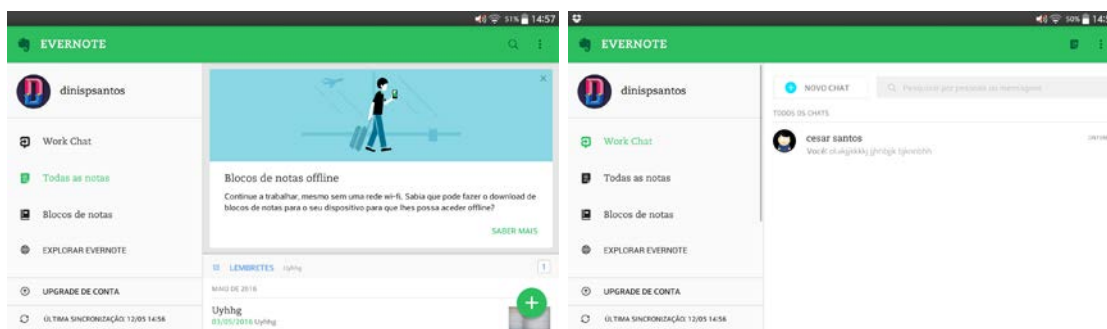 51% 14:57
EVERNOTE
dinispsantos
Work Chat
Todas as notas
Blocos de notas
EXPLORAR EVERNOTE
UPGRADE DE CONTA
ÚLTIMA SINCRONIZAÇÃO: 12/05 14:56
Blocos de notas offline
Continue a trabalhar, mesmo sem uma rede wi-fi. Sabia que pode fazer o download de
blocos de notas para o seu dispositivo para que lhes possa aceder offline?
SABER MAIS
LEMBRETES Uyhhg 1
MAIO DE 2016
Uyhhg
03/05/2016 Uyhhg
50% 14:
EVERNOTE
dinispsantos
Work Chat
Todas as notas
Blocos de notas
EXPLORAR EVERNOTE
UPGRADE DE CONTA
ÚLTIMA SINCRONIZAÇÃO: 12/05 14:56
NOVO CHAT
Pesquisar por pessoas ou mensagens
TODOS OS CHATS
cesar santos
Você: